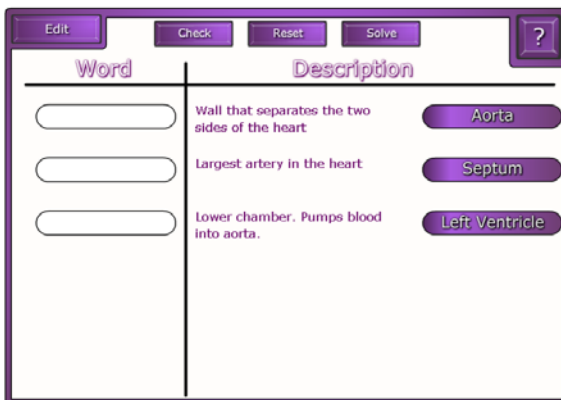 Edit
Check
Reset
Solve
?
Word
Description
Wall that separates the two
sides of the heart
Aorta
Largest artery in the heart
Septum
Lower chamber. Pumps blood
into aorta.
Left Ventricle